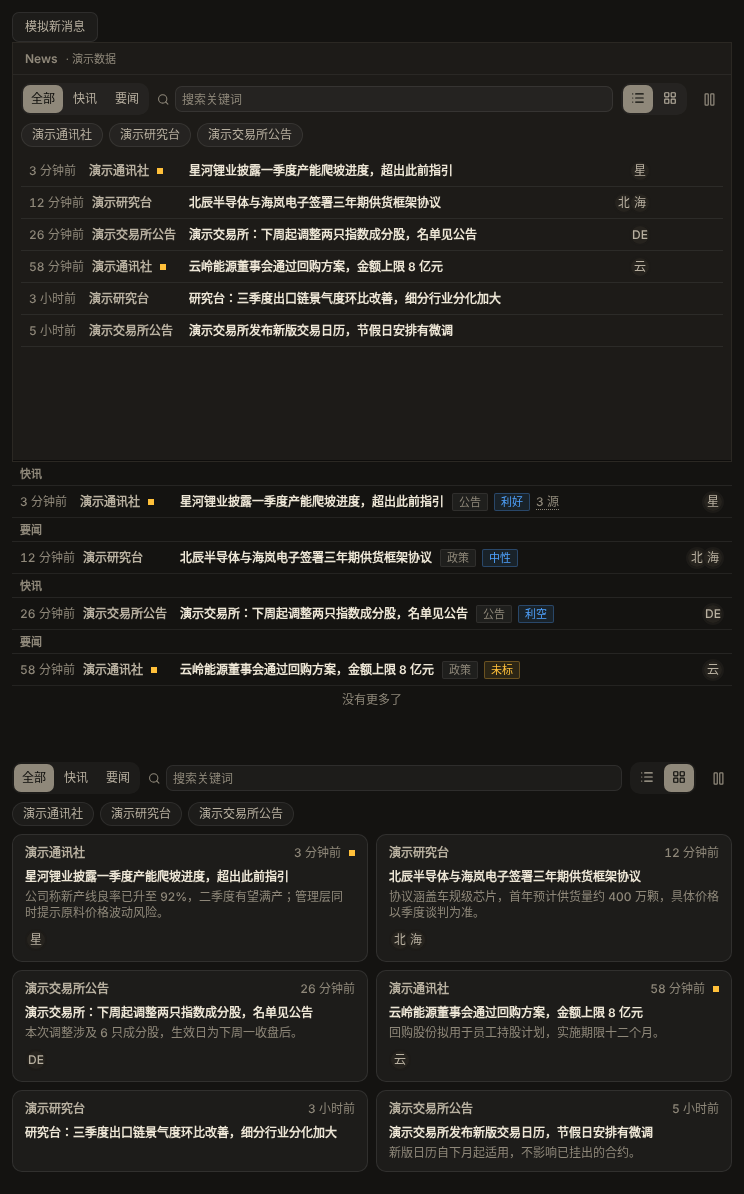 模拟新消息
News · 演示数据
全部 快讯 要闻 搜索关键词
演示通讯社 演示研究台 演示交易所公告
3 分钟前 演示通讯社 星河锂业披露一季度产能爬坡进度，超出此前指引 星
12 分钟前 演示研究台 北辰半导体与海岚电子签署三年期供货框架协议 北 海
26 分钟前 演示交易所公告 演示交易所：下周起调整两只指数成分股，名单见公告 DE
58 分钟前 演示通讯社 云岭能源董事会通过回购方案，金额上限 8 亿元 云
3 小时前 演示研究台 研究台：三季度出口链景气度环比改善，细分行业分化加大
5 小时前 演示交易所公告 演示交易所发布新版交易日历，节假日安排有微调
快讯
3 分钟前 演示通讯社 星河锂业披露一季度产能爬坡进度，超出此前指引 公告 利好 3 源 星
要闻
12 分钟前 演示研究台 北辰半导体与海岚电子签署三年期供货框架协议 政策 中性 北 海
快讯
26 分钟前 演示交易所公告 演示交易所：下周起调整两只指数成分股，名单见公告 公告 利空 DE
要闻
58 分钟前 演示通讯社 云岭能源董事会通过回购方案，金额上限 8 亿元 政策 未标 云
没有更多了
全部 快讯 要闻 搜索关键词
演示通讯社 演示研究台 演示交易所公告
演示通讯社 3 分钟前
星河锂业披露一季度产能爬坡进度，超出此前指引
公司称新产线良率已升至 92%，二季度有望满产；管理层同
时提示原料价格波动风险。
星
演示研究台 12 分钟前
北辰半导体与海岚电子签署三年期供货框架协议
协议涵盖车规级芯片，首年预计供货量约 400 万颗，具体价格
以季度谈判为准。
北 海
演示交易所公告 26 分钟前
演示交易所：下周起调整两只指数成分股，名单见公告
本次调整涉及 6 只成分股，生效日为下周一收盘后。
DE
演示通讯社 58 分钟前
云岭能源董事会通过回购方案，金额上限 8 亿元
回购股份拟用于员工持股计划，实施期限十二个月。
云
演示研究台 3 小时前
研究台：三季度出口链景气度环比改善，细分行业分化加大
演示交易所公告 5 小时前
演示交易所发布新版交易日历，节假日安排有微调
新版日历自下月起适用，不影响已挂出的合约。